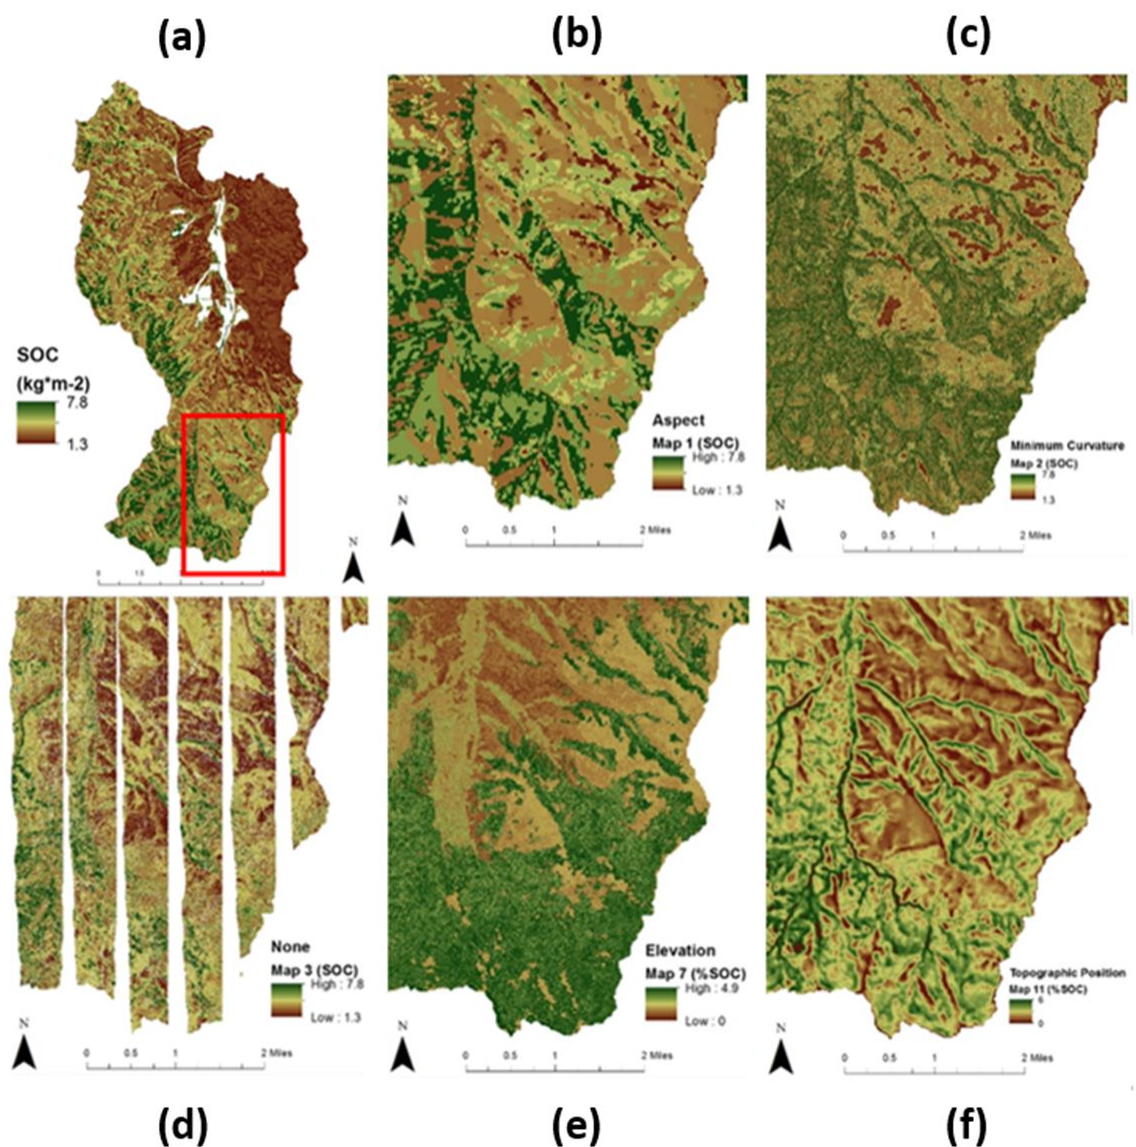 (a)
(b)
(c)
SOC
(kg*m-2)
7.8
1.3
N
0
1.5
Aspect
Map 1 (SOC)
High : 7.8
Low : 1.3
N
0 0.5 1 2 Miles
Minimum Curvature
Map 2 (SOC)
7.8
1.3
N
0 0.5 1 2 Miles
None
Map 3 (SOC)
High : 7.8
Low : 1.3
N
0 0.5 1 2 Miles
Elevation
Map 7 (%SOC)
High : 4.9
Low : 0
N
0 0.5 1 2 Miles
Topographic Position
Map 11 (%SOC)
6
0
N
0 0.5 1 2 Miles
(d)
(e)
(f)